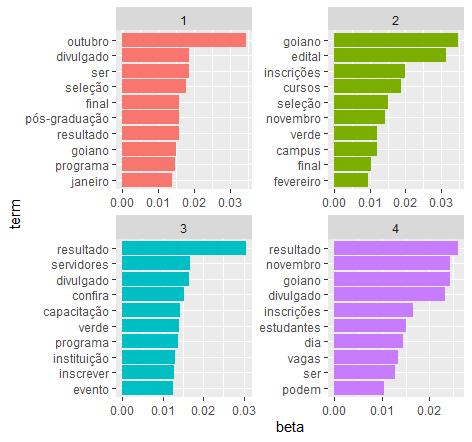 1
outubro
divulgado
ser
seleção
final
pós-graduação
resultado
goiano
programa
janeiro
0.00 0.01 0.02 0.03
2
goiano
edital
inscrições
cursos
seleção
novembro
verde
campus
final
fevereiro
0.00 0.01 0.02 0.03
term
3
resultado
servidores
divulgado
confira
capacitação
verde
programa
instituição
inscrever
evento
0.00 0.01 0.02 0.03
4
resultado
novembro
goiano
divulgado
inscrições
estudantes
dia
vagas
ser
podem
0.00 0.01 0.02
beta